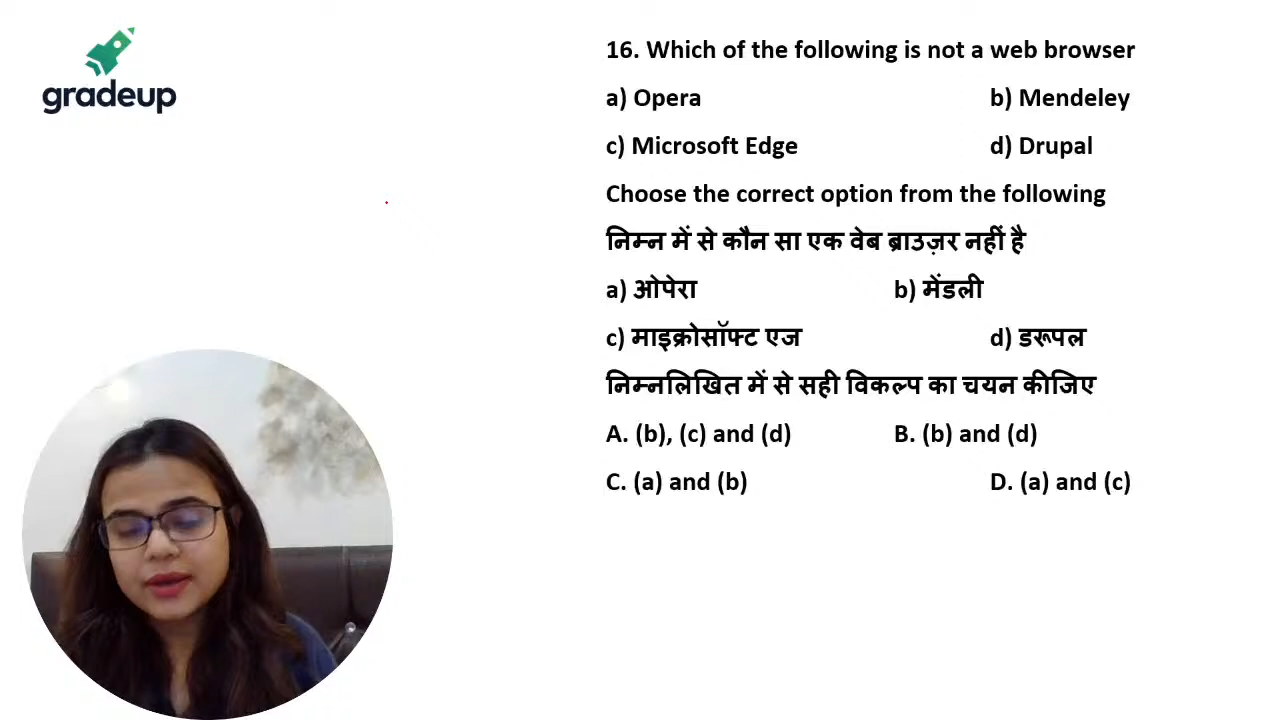 gradeup
16. Which of the following is not a web browser
a) Opera b) Mendeley
c) Microsoft Edge d) Drupal
Choose the correct option from the following
निम्न में से कौन सा एक वेब ब्राउज़र नहीं है
a) ओपेरा b) मेंडली
c) माइक्रोसॉफ्ट एज d) डरूपल
निम्नलिखित में से सही विकल्प का चयन कीजिए
A. (b), (c) and (d) B. (b) and (d)
C. (a) and (b) D. (a) and (c)